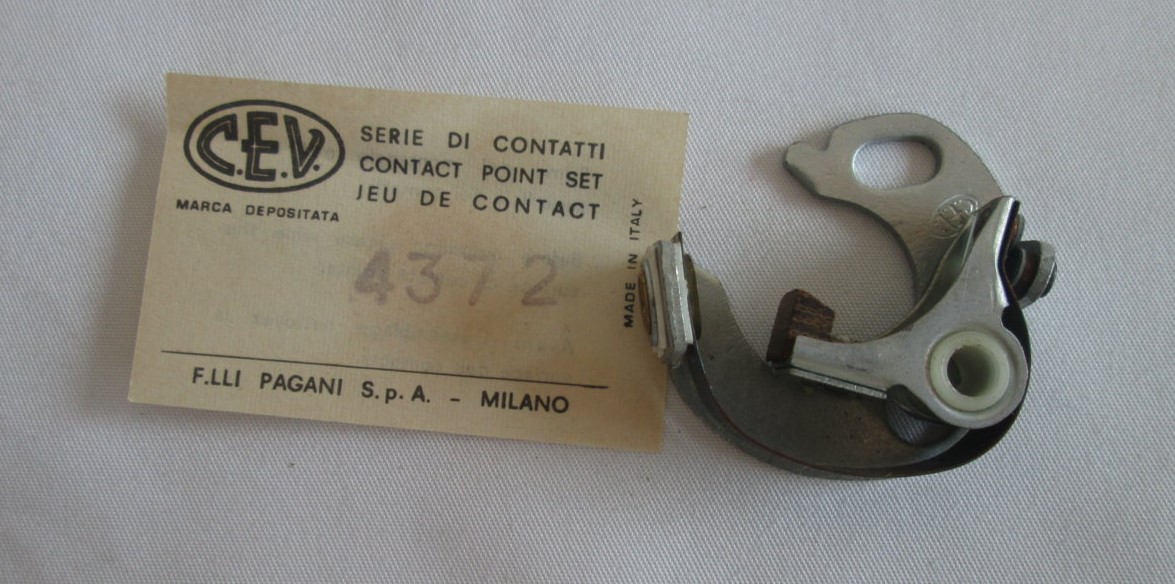 C.E.V.
MARCA DEPOSITATA
SERIE DI CONTATTI
CONTACT POINT SET
JEU DE CONTACT
4372
MADE IN ITALY
F.LLI PAGANI S.p.A. - MILANO